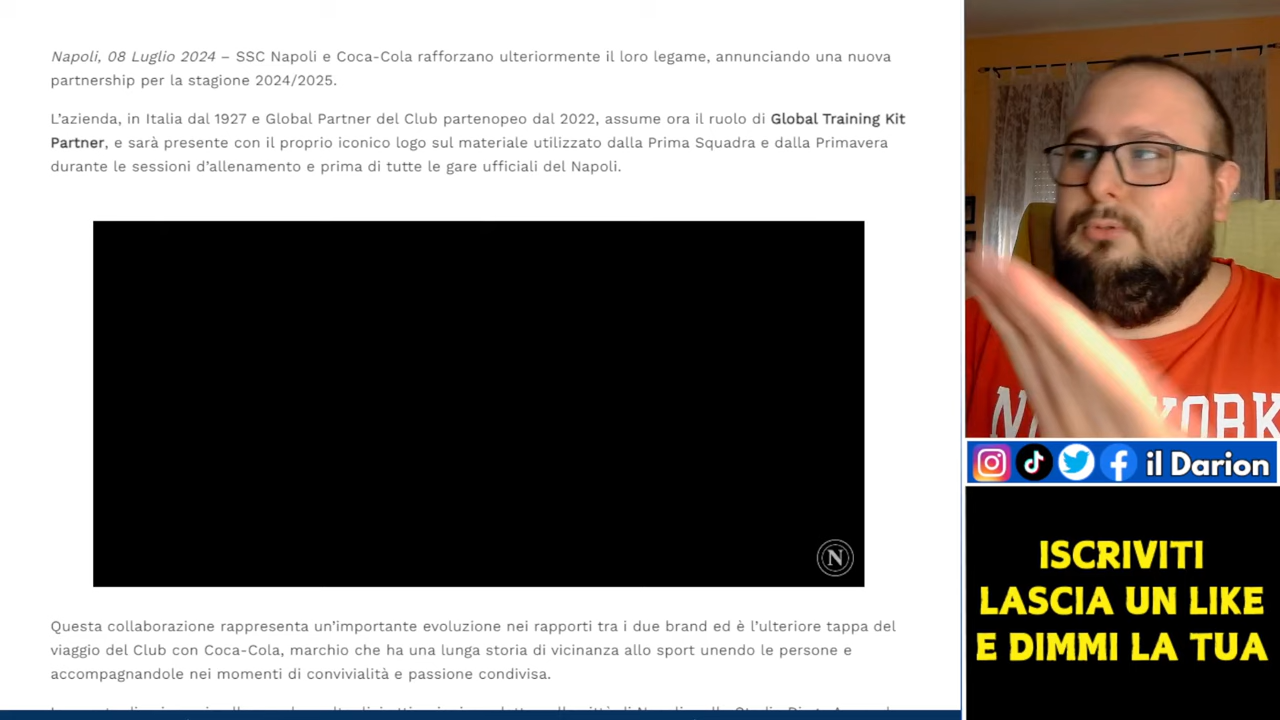 Napoli, 08 Luglio 2024 – SSC Napoli e Coca-Cola rafforzano ulteriormente il loro legame, annunciando una nuova
partnership per la stagione 2024/2025.
L’azienda, in Italia dal 1927 e Global Partner del Club partenopeo dal 2022, assume ora il ruolo di Global Training Kit
Partner, e sarà presente con il proprio iconico logo sul materiale utilizzato dalla Prima Squadra e dalla Primavera
durante le sessioni d’allenamento e prima di tutte le gare ufficiali del Napoli.
N
Questa collaborazione rappresenta un’importante evoluzione nei rapporti tra i due brand ed è l’ulteriore tappa del
viaggio del Club con Coca-Cola, marchio che ha una lunga storia di vicinanza allo sport unendo le persone e
accompagnandole nei momenti di convivialità e passione condivisa.
il Darion
ISCRIVITI
LASCIA UN LIKE
E DIMMI LA TUA